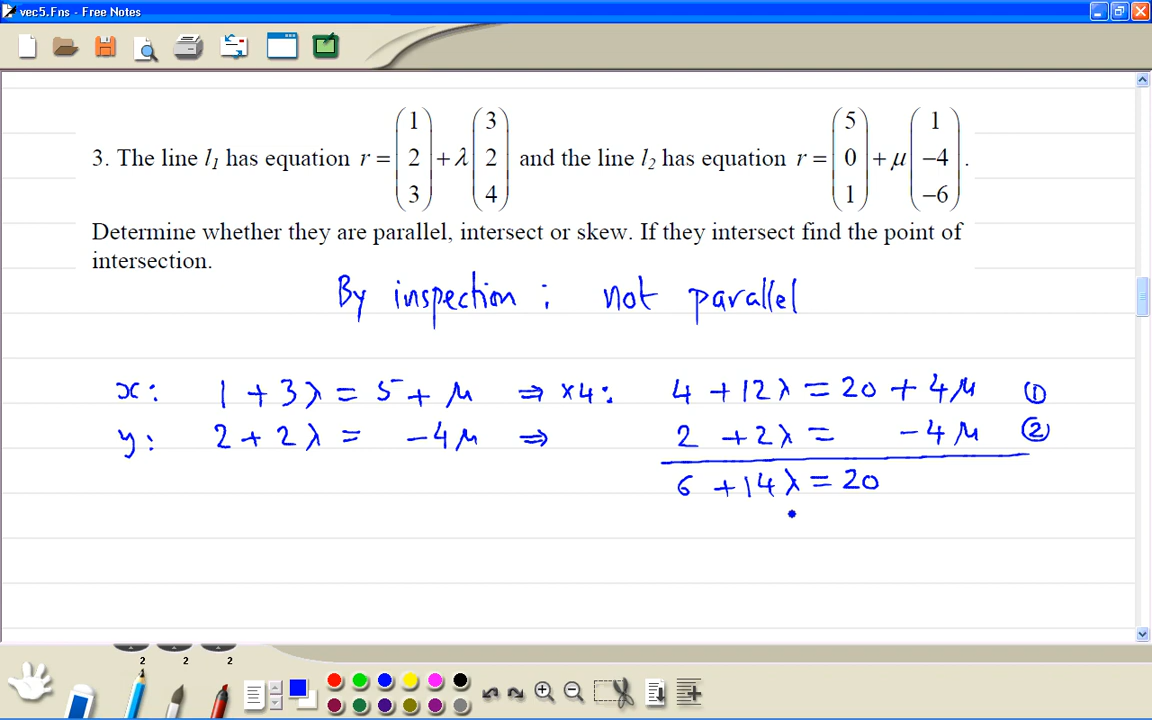 vec5.Fns - Free Notes
3. The line l₁ has equation r = (1 2 3) + λ (3 2 4) and the line l₂ has equation r = (5 0 1) + μ (1 −4 −6).
Determine whether they are parallel, intersect or skew. If they intersect find the point of
intersection.
By inspection : not parallel
x: 1 + 3λ = 5 + μ ⇒ ×4: 4 + 12λ = 20 + 4μ ①
y: 2 + 2λ = −4μ ⇒ 2 + 2λ = −4μ ②
6 + 14λ = 20
2 2 2